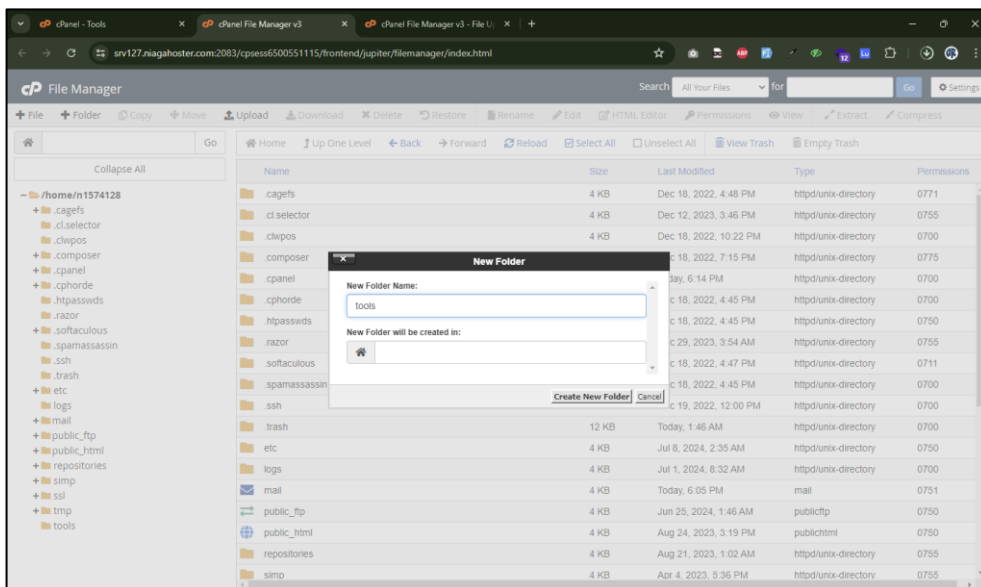 cPanel - Tools
cPanel File Manager v3
cPanel File Manager v3 - File U
srv127.niagahoster.com:2083/cpsess6500551115/frontend/jupiter/filemanager/index.html
ABP
12
cP File Manager
Search All Your Files for Go Settings
File Folder Copy Move Upload Download Delete Restore Rename Edit HTML Editor Permissions View Extract Compress
Go Home Up One Level Back Forward Reload Select All Unselect All View Trash Empty Trash
Collapse All
/home/n1574128
.cagefs
.cl.selector
.clwpos
.composer
.cpanel
.cphorde
.htpasswds
.razor
.softaculous
.spamassassin
.ssh
.trash
etc
logs
mail
public_ftp
public_html
repositories
simp
ssl
tmp
tools
Name Size Last Modified Type Permissions
.cagefs 4 KB Dec 18, 2022, 4:48 PM httpd/unix-directory 0771
.cl.selector 4 KB Dec 12, 2023, 3:46 PM httpd/unix-directory 0755
.clwpos 4 KB Dec 18, 2022, 10:22 PM httpd/unix-directory 0700
.composer c 18, 2022, 7:15 PM httpd/unix-directory 0775
.cpanel day, 6:14 PM httpd/unix-directory 0700
.cphorde c 18, 2022, 4:45 PM httpd/unix-directory 0700
.htpasswds c 18, 2022, 4:45 PM httpd/unix-directory 0750
.razor c 29, 2023, 3:54 AM httpd/unix-directory 0755
.softaculous c 18, 2022, 4:47 PM httpd/unix-directory 0711
.spamassassin c 18, 2022, 4:45 PM httpd/unix-directory 0700
.ssh c 19, 2022, 12:00 PM httpd/unix-directory 0700
.trash 12 KB Today, 1:46 AM httpd/unix-directory 0700
etc 4 KB Jul 8, 2024, 2:35 AM httpd/unix-directory 0750
logs 4 KB Jul 1, 2024, 8:32 AM httpd/unix-directory 0700
mail 4 KB Today, 6:05 PM mail 0751
public_ftp 4 KB Jun 25, 2024, 1:46 AM publicftp 0750
public_html 4 KB Aug 24, 2023, 3:19 PM publichtml 0750
repositories 4 KB Aug 21, 2023, 1:02 AM httpd/unix-directory 0755
simp 4 KB Apr 4, 2023, 5:36 PM httpd/unix-directory 0755
New Folder
New Folder Name:
tools
New Folder will be created in:
Create New Folder Cancel